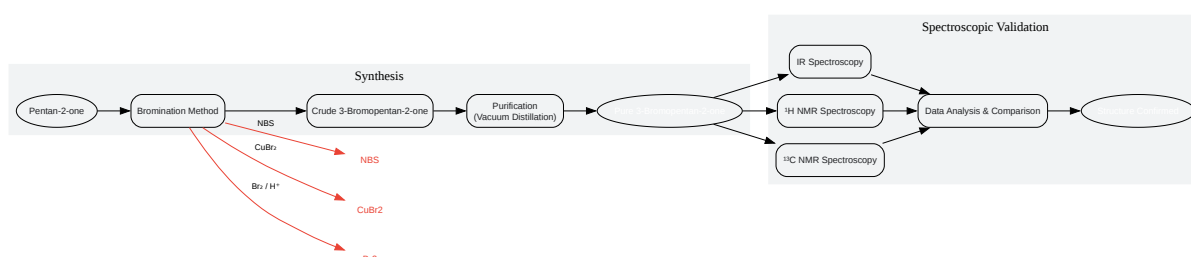 Spectroscopic Validation
Synthesis
IR Spectroscopy
Pentan-2-one
Bromination Method
Crude 3-Bromopentan-2-one
Purification
(Vacuum Distillation)
¹H NMR Spectroscopy
Data Analysis & Comparison
NBS
NBS
CuBr₂
¹³C NMR Spectroscopy
Br₂ / H⁺
CuBr2